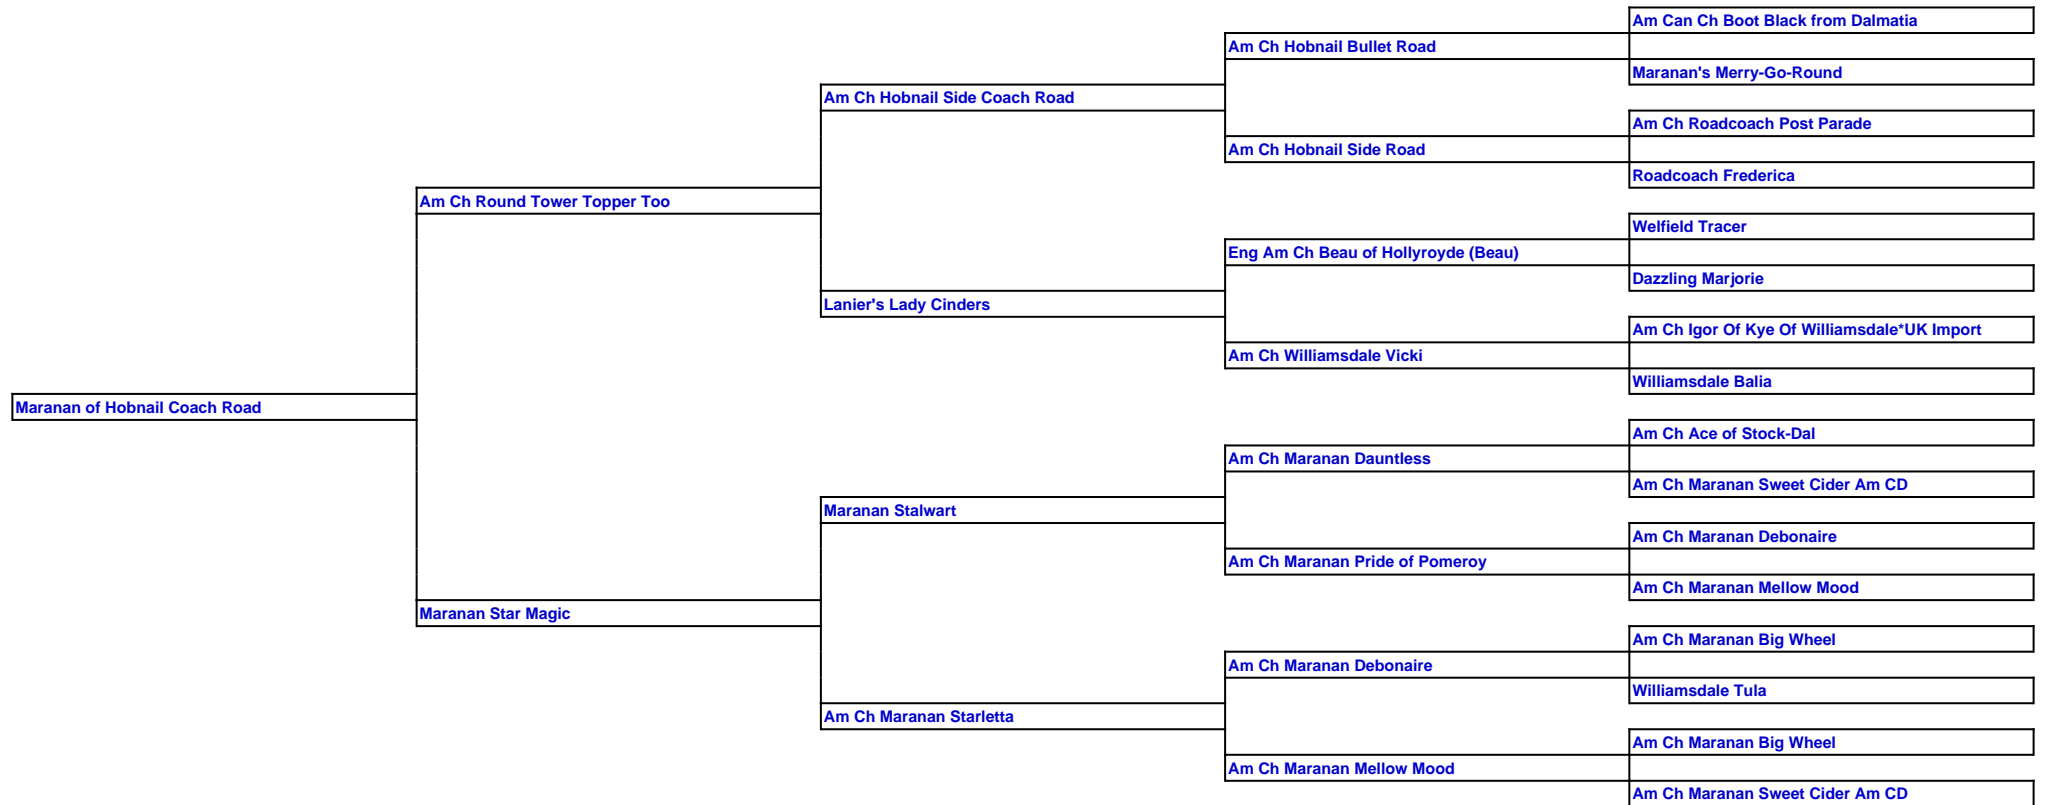 Am Can Ch Boot Black from Dalmatia
Am Ch Hobnail Bullet Road
Maranan's Merry-Go-Round
Am Ch Hobnail Side Coach Road
Am Ch Roadcoach Post Parade
Am Ch Hobnail Side Road
Roadcoach Frederica
Am Ch Round Tower Topper Too
Welfield Tracer
Eng Am Ch Beau of Hollyroyde (Beau)
Dazzling Marjorie
Lanier's Lady Cinders
Am Ch Igor Of Kye Of Williamsdale*UK Import
Am Ch Williamsdale Vicki
Williamsdale Balia
Maranan of Hobnail Coach Road
Am Ch Ace of Stock-Dal
Am Ch Maranan Dauntless
Am Ch Maranan Sweet Cider Am CD
Maranan Stalwart
Am Ch Maranan Debonaire
Am Ch Maranan Pride of Pomeroy
Am Ch Maranan Mellow Mood
Maranan Star Magic
Am Ch Maranan Big Wheel
Am Ch Maranan Debonaire
Williamsdale Tula
Am Ch Maranan Starletta
Am Ch Maranan Big Wheel
Am Ch Maranan Mellow Mood
Am Ch Maranan Sweet Cider Am CD